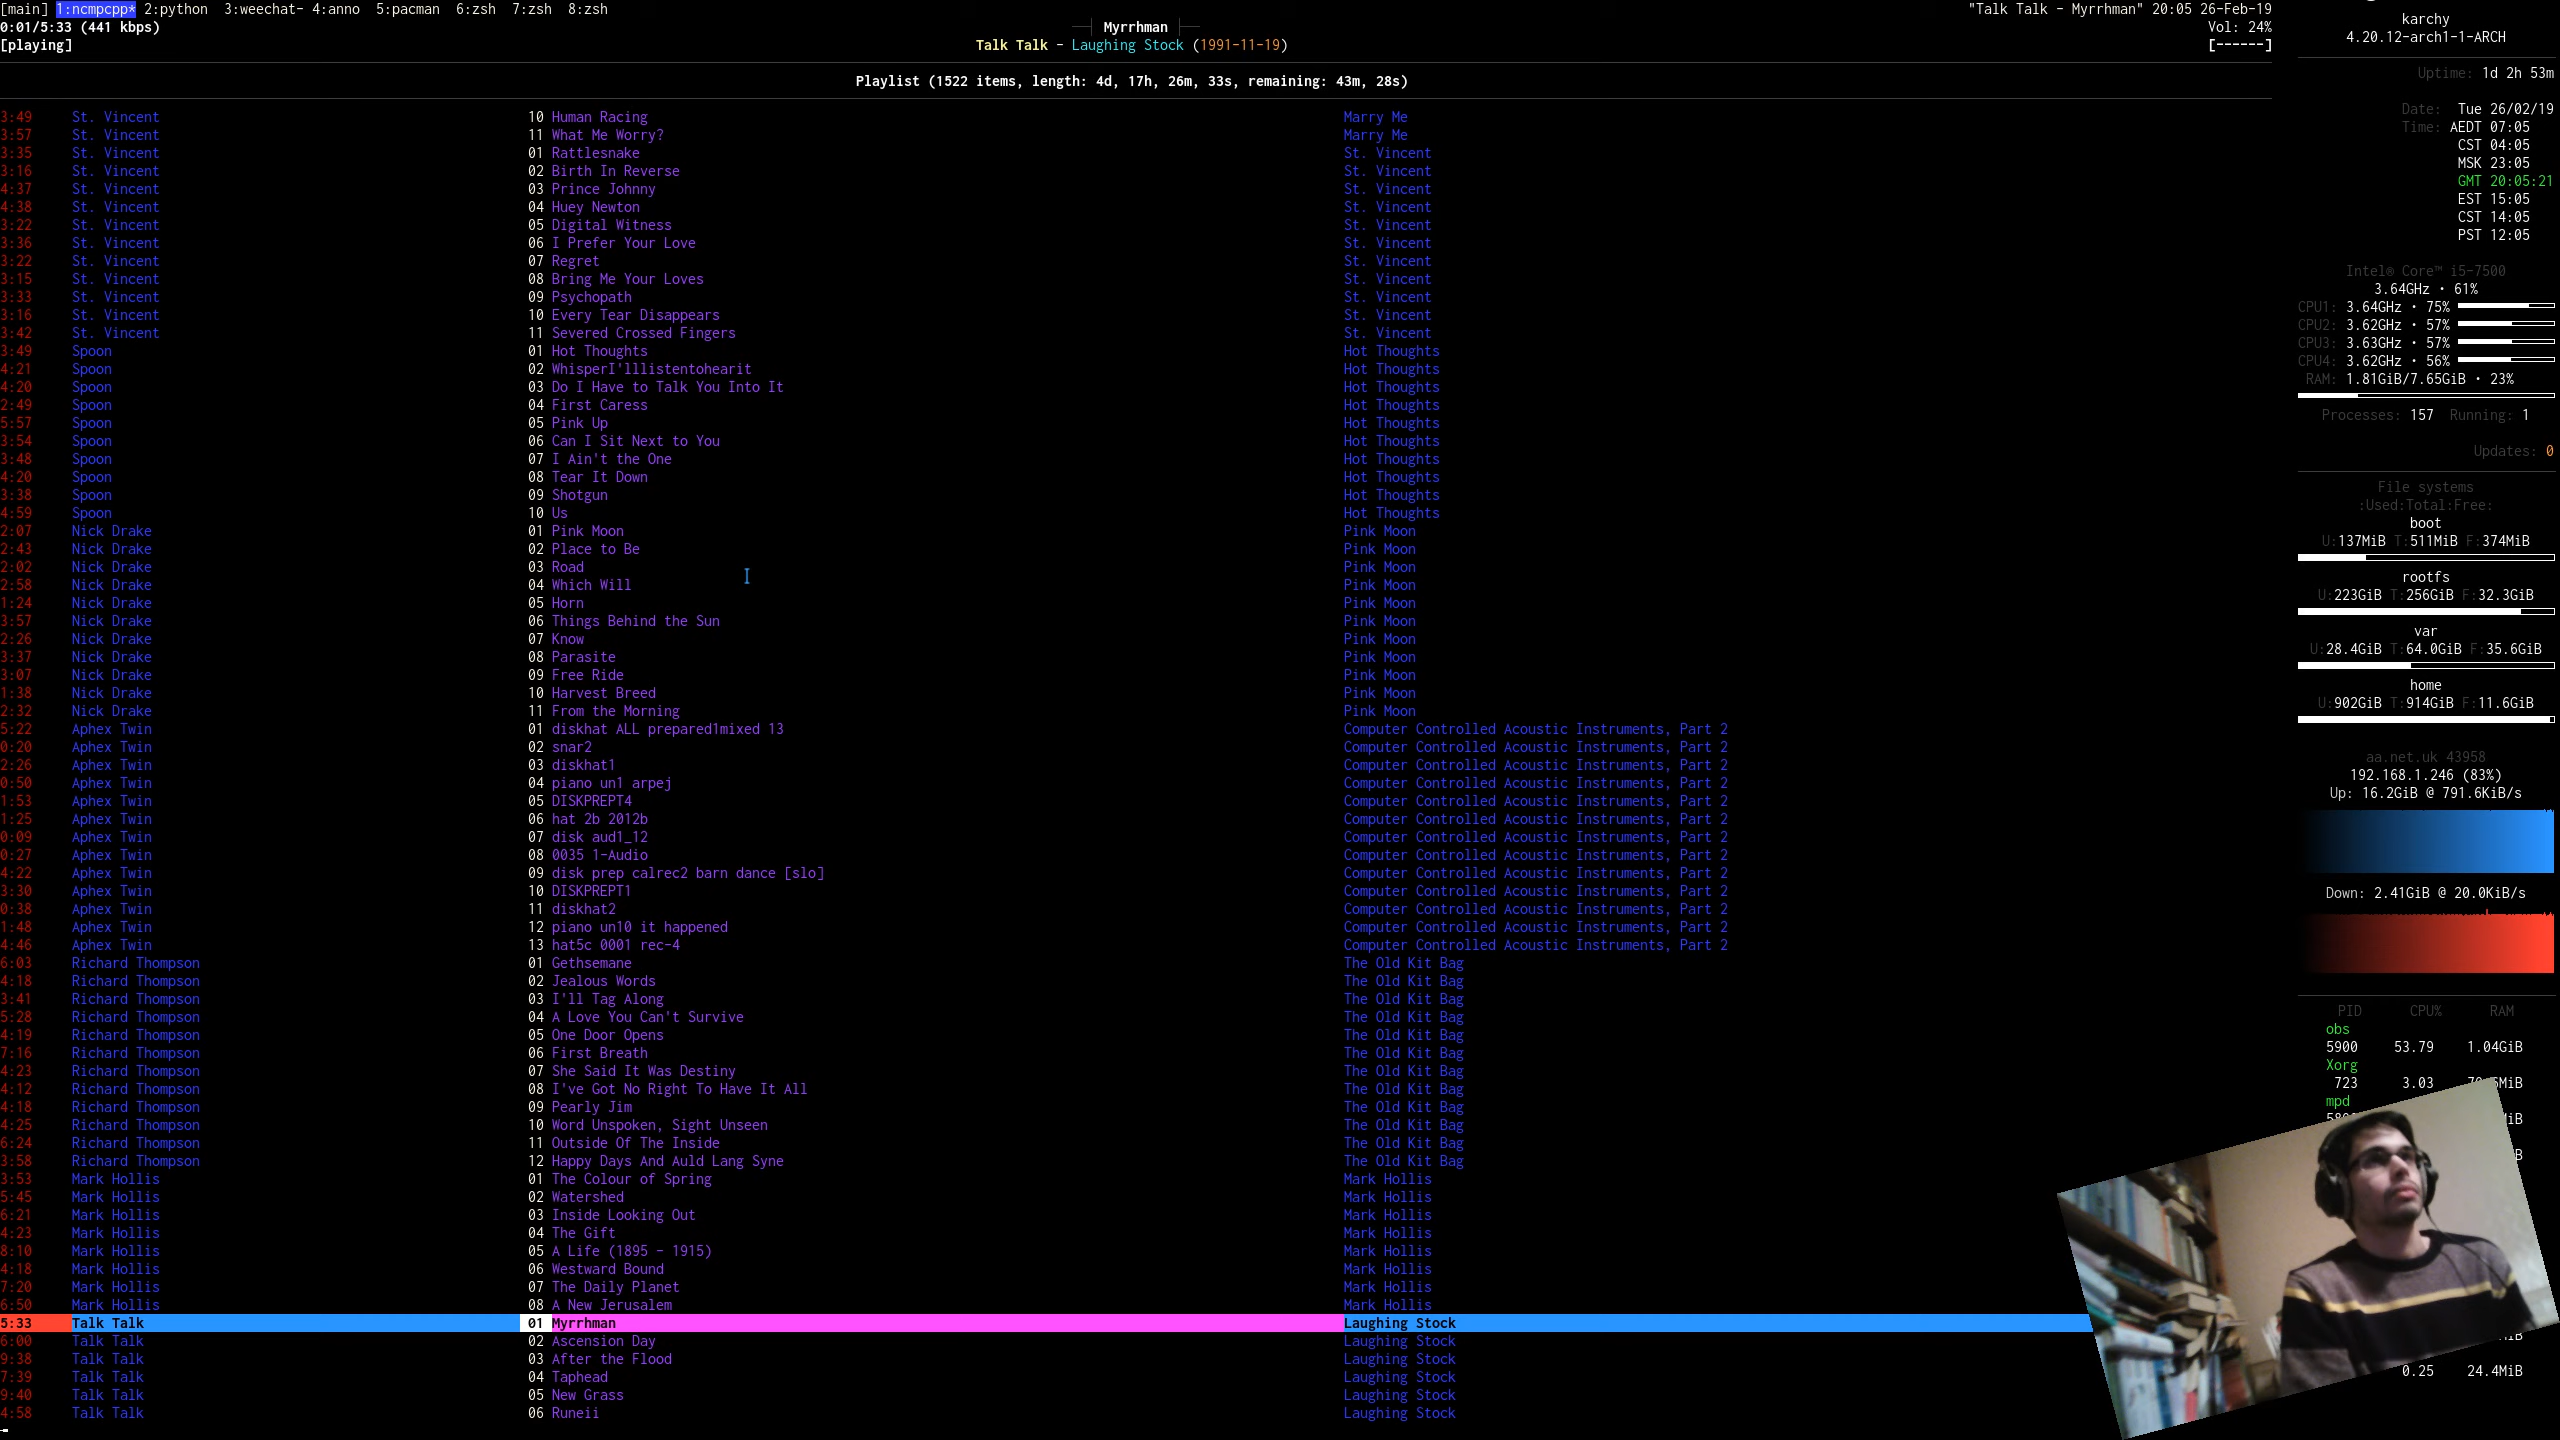 [main] 1:ncmpcpp* 2:python  3:weechat- 4:anno  5:pacman  6:zsh  7:zsh  8:zsh
"Talk Talk - Myrrhman" 20:05 26-Feb-19
0:01/5:33 (441 kbps)
Myrrhman
Vol: 24%
[playing]
Talk Talk - Laughing Stock (1991-11-19)
[------]
Playlist (1522 items, length: 4d, 17h, 26m, 33s, remaining: 43m, 28s)
3:49 St. Vincent 10 Human Racing Marry Me
3:57 St. Vincent 11 What Me Worry? Marry Me
3:35 St. Vincent 01 Rattlesnake St. Vincent
3:16 St. Vincent 02 Birth In Reverse St. Vincent
4:37 St. Vincent 03 Prince Johnny St. Vincent
4:38 St. Vincent 04 Huey Newton St. Vincent
3:22 St. Vincent 05 Digital Witness St. Vincent
3:36 St. Vincent 06 I Prefer Your Love St. Vincent
3:22 St. Vincent 07 Regret St. Vincent
3:15 St. Vincent 08 Bring Me Your Loves St. Vincent
3:33 St. Vincent 09 Psychopath St. Vincent
3:16 St. Vincent 10 Every Tear Disappears St. Vincent
3:42 St. Vincent 11 Severed Crossed Fingers St. Vincent
3:49 Spoon 01 Hot Thoughts Hot Thoughts
4:21 Spoon 02 WhisperI'lllistentohearit Hot Thoughts
4:20 Spoon 03 Do I Have to Talk You Into It Hot Thoughts
2:49 Spoon 04 First Caress Hot Thoughts
5:57 Spoon 05 Pink Up Hot Thoughts
3:54 Spoon 06 Can I Sit Next to You Hot Thoughts
3:48 Spoon 07 I Ain't the One Hot Thoughts
4:20 Spoon 08 Tear It Down Hot Thoughts
3:38 Spoon 09 Shotgun Hot Thoughts
4:59 Spoon 10 Us Hot Thoughts
2:07 Nick Drake 01 Pink Moon Pink Moon
2:43 Nick Drake 02 Place to Be Pink Moon
2:02 Nick Drake 03 Road Pink Moon
2:58 Nick Drake 04 Which Will Pink Moon
1:24 Nick Drake 05 Horn Pink Moon
3:57 Nick Drake 06 Things Behind the Sun Pink Moon
2:26 Nick Drake 07 Know Pink Moon
3:37 Nick Drake 08 Parasite Pink Moon
3:07 Nick Drake 09 Free Ride Pink Moon
1:38 Nick Drake 10 Harvest Breed Pink Moon
2:32 Nick Drake 11 From the Morning Pink Moon
5:22 Aphex Twin 01 diskhat ALL prepared1mixed 13 Computer Controlled Acoustic Instruments, Part 2
0:20 Aphex Twin 02 snar2 Computer Controlled Acoustic Instruments, Part 2
2:26 Aphex Twin 03 diskhat1 Computer Controlled Acoustic Instruments, Part 2
0:50 Aphex Twin 04 piano un1 arpej Computer Controlled Acoustic Instruments, Part 2
1:53 Aphex Twin 05 DISKPREPT4 Computer Controlled Acoustic Instruments, Part 2
1:25 Aphex Twin 06 hat 2b 2012b Computer Controlled Acoustic Instruments, Part 2
0:09 Aphex Twin 07 disk aud1_12 Computer Controlled Acoustic Instruments, Part 2
0:27 Aphex Twin 08 0035 1-Audio Computer Controlled Acoustic Instruments, Part 2
4:22 Aphex Twin 09 disk prep calrec2 barn dance [slo] Computer Controlled Acoustic Instruments, Part 2
3:30 Aphex Twin 10 DISKPREPT1 Computer Controlled Acoustic Instruments, Part 2
0:38 Aphex Twin 11 diskhat2 Computer Controlled Acoustic Instruments, Part 2
1:48 Aphex Twin 12 piano un10 it happened Computer Controlled Acoustic Instruments, Part 2
4:46 Aphex Twin 13 hat5c 0001 rec-4 Computer Controlled Acoustic Instruments, Part 2
6:03 Richard Thompson 01 Gethsemane The Old Kit Bag
4:18 Richard Thompson 02 Jealous Words The Old Kit Bag
3:41 Richard Thompson 03 I'll Tag Along The Old Kit Bag
5:28 Richard Thompson 04 A Love You Can't Survive The Old Kit Bag
4:19 Richard Thompson 05 One Door Opens The Old Kit Bag
7:16 Richard Thompson 06 First Breath The Old Kit Bag
4:23 Richard Thompson 07 She Said It Was Destiny The Old Kit Bag
4:12 Richard Thompson 08 I've Got No Right To Have It All The Old Kit Bag
4:18 Richard Thompson 09 Pearly Jim The Old Kit Bag
4:25 Richard Thompson 10 Word Unspoken, Sight Unseen The Old Kit Bag
6:24 Richard Thompson 11 Outside Of The Inside The Old Kit Bag
3:58 Richard Thompson 12 Happy Days And Auld Lang Syne The Old Kit Bag
3:53 Mark Hollis 01 The Colour of Spring Mark Hollis
5:45 Mark Hollis 02 Watershed Mark Hollis
6:21 Mark Hollis 03 Inside Looking Out Mark Hollis
4:23 Mark Hollis 04 The Gift Mark Hollis
8:10 Mark Hollis 05 A Life (1895 - 1915) Mark Hollis
4:18 Mark Hollis 06 Westward Bound Mark Hollis
7:20 Mark Hollis 07 The Daily Planet Mark Hollis
6:50 Mark Hollis 08 A New Jerusalem Mark Hollis
5:33 Talk Talk 01 Myrrhman Laughing Stock
6:00 Talk Talk 02 Ascension Day Laughing Stock
9:38 Talk Talk 03 After the Flood Laughing Stock
7:39 Talk Talk 04 Taphead Laughing Stock
9:40 Talk Talk 05 New Grass Laughing Stock
4:58 Talk Talk 06 Runeii Laughing Stock
karchy
4.20.12-arch1-1-ARCH
Uptime: 1d 2h 53m
Date: Tue 26/02/19
Time: AEDT 07:05
CST 04:05
MSK 23:05
GMT 20:05:21
EST 15:05
CST 14:05
PST 12:05
Intel® Core™ i5-7500
3.64GHz • 61%
CPU1: 3.64GHz • 75%
CPU2: 3.62GHz • 57%
CPU3: 3.63GHz • 57%
CPU4: 3.62GHz • 56%
RAM: 1.81GiB/7.65GiB • 23%
Processes: 157 Running: 1
Updates: 0
File systems
:Used:Total:Free:
boot
U:137MiB T:511MiB F:374MiB
rootfs
U:223GiB T:256GiB F:32.3GiB
var
U:28.4GiB T:64.0GiB F:35.6GiB
home
U:902GiB T:914GiB F:11.6GiB
aa.net.uk 43958
192.168.1.246 (83%)
Up: 16.2GiB @ 791.6KiB/s
Down: 2.41GiB @ 20.0KiB/s
PID CPU% RAM
obs
5900 53.79 1.04GiB
Xorg
723 3.03
mpd
0.25 24.4MiB